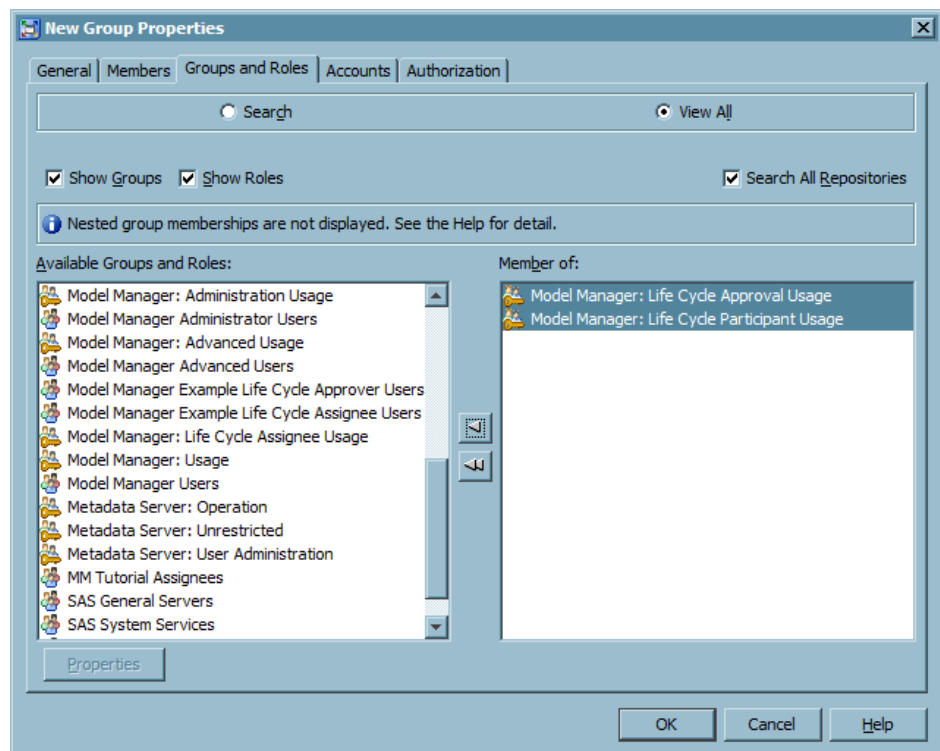 New Group Properties
General Members Groups and Roles Accounts Authorization
Search View All
Show Groups Show Roles Search All Repositories
Nested group memberships are not displayed. See the Help for detail.
Available Groups and Roles:
Model Manager: Administration Usage
Model Manager Administrator Users
Model Manager: Advanced Usage
Model Manager Advanced Users
Model Manager Example Life Cycle Approver Users
Model Manager Example Life Cycle Assignee Users
Model Manager: Life Cycle Assignee Usage
Model Manager: Usage
Model Manager Users
Metadata Server: Operation
Metadata Server: Unrestricted
Metadata Server: User Administration
MM Tutorial Assignees
SAS General Servers
SAS System Services
Member of:
Model Manager: Life Cycle Approval Usage
Model Manager: Life Cycle Participant Usage
Properties
OK Cancel Help